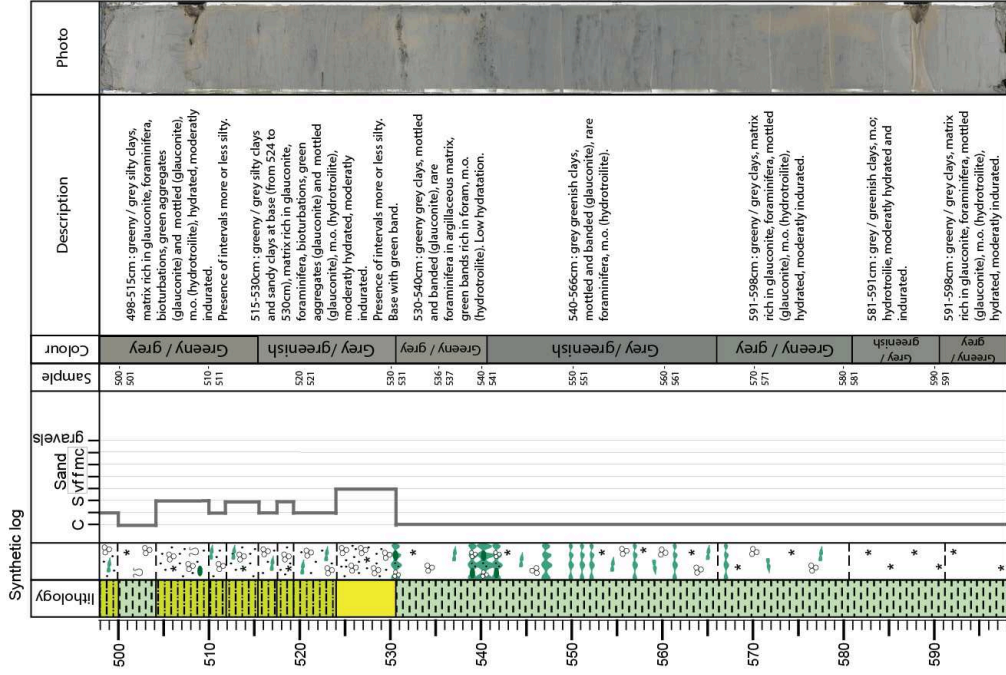 Synthetic log
lithology
C S vf f m c gravels
Sand
Sample
Colour
Description
Photo
500
510
520
530
540
550
560
570
580
590
500
501
510
511
520
521
530
531
536
537
540
541
550
551
560
561
570
571
580
581
590
591
Greeny / grey
Grey/greenish
Greeny / grey
Grey/greenish
Greeny / grey
Grey /
greenish
Greeny /
grey
498-515cm : greeny / grey silty clays,
matrix rich in glauconite, foraminifera,
bioturbations, green aggregates
(glauconite) and mottled (glauconite),
m.o. (hydrotroilite), hydrated, moderatly
indurated.
Presence of intervals more or less silty.
515-530cm : greeny / grey silty clays
and sandy clays at base (from 524 to
530cm), matrix rich in glauconite,
foraminifera, bioturbations, green
aggregates (glauconite) and mottled
(glauconite), m.o. (hydrotroilite),
moderatly hydrated, moderatly
indurated.
Presence of intervals more or less silty.
Base with green band.
530-540cm : greeny grey clays, mottled
and banded (glauconite), rare
foraminifera in argillaceous matrix,
green bands rich in foram, m.o.
(hydrotroilite). Low hydratation.
540-566cm : grey greenish clays,
mottled and banded (glauconite), rare
foraminifera, m.o. (hydrotroilite).
591-598cm : greeny / grey clays, matrix
rich in glauconite, foraminifera, mottled
(glauconite), m.o. (hydrotroilite),
hydrated, moderatly indurated.
581-591cm : grey / greenish clays, m.o;
hydrotroilie, moderatly hydrated and
indurated.
591-598cm : greeny / grey clays, matrix
rich in glauconite, foraminifera, mottled
(glauconite), m.o. (hydrotroilite),
hydrated, moderatly indurated.